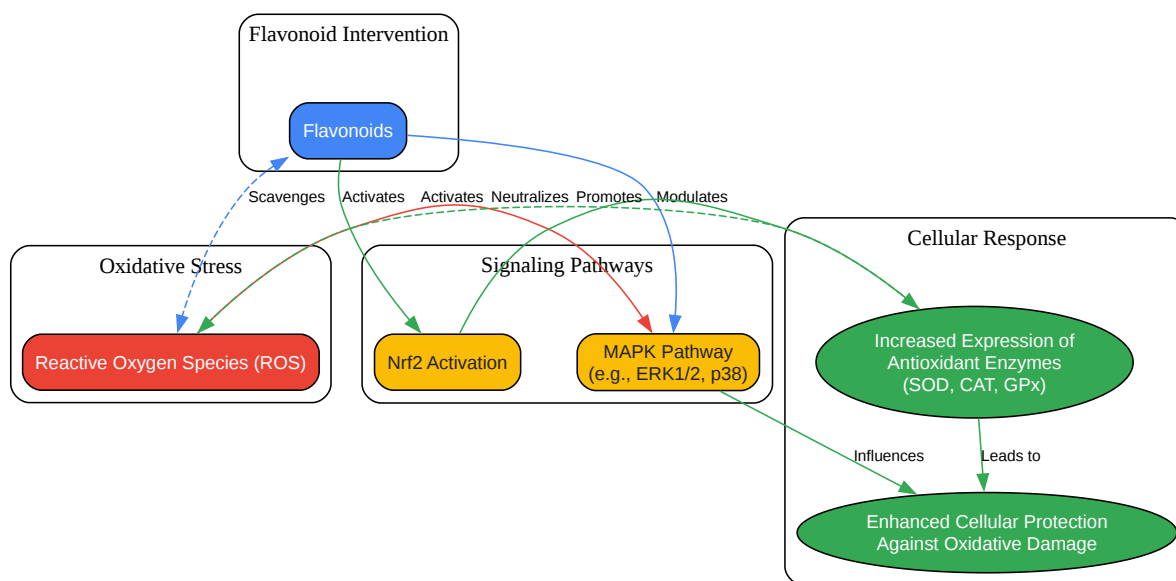 Flavonoid Intervention
Flavonoids
Scavenges
Activates
Activates
Neutralizes
Promotes
Modulates
Oxidative Stress
Signaling Pathways
Cellular Response
Reactive Oxygen Species (ROS)
Nrf2 Activation
MAPK Pathway
(e.g., ERK1/2, p38)
Increased Expression of
Antioxidant Enzymes
(SOD, CAT, GPx)
Influences
Leads to
Enhanced Cellular Protection
Against Oxidative Damage